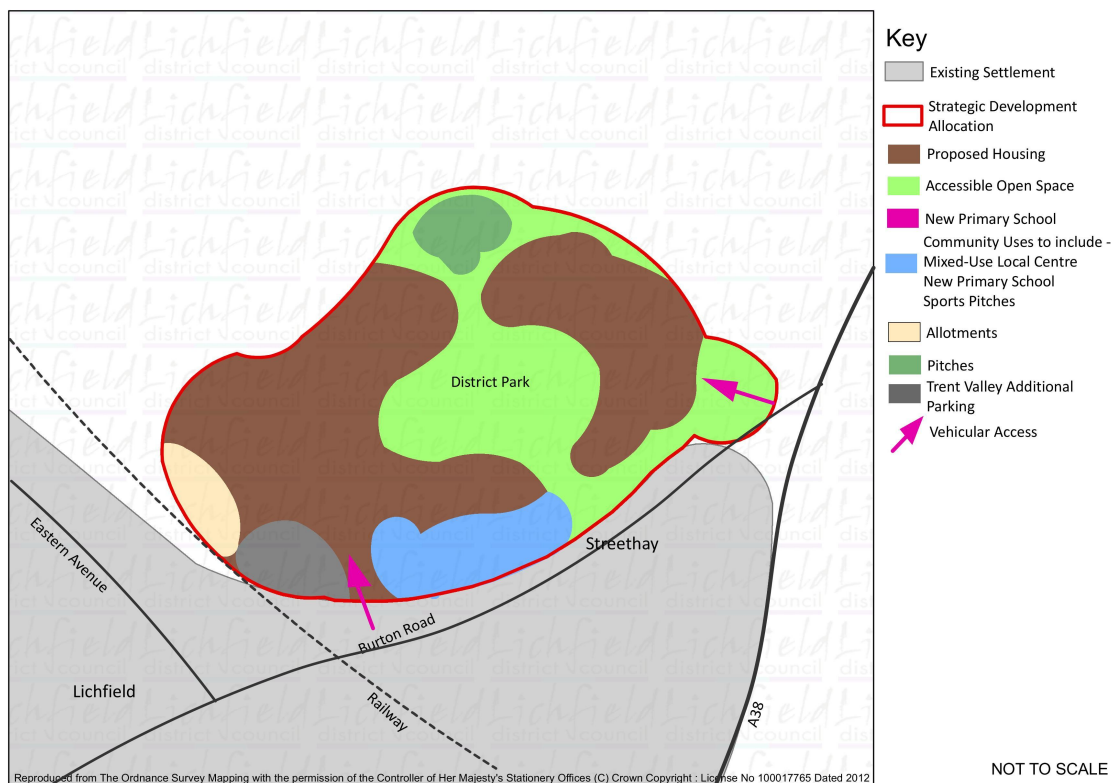 Key
Existing Settlement
Strategic Development
Allocation
Proposed Housing
Accessible Open Space
New Primary School
Community Uses to include -
Mixed-Use Local Centre
New Primary School
Sports Pitches
Allotments
Pitches
Trent Valley Additional
Parking
Vehicular Access
District Park
Streethay
Eastern Avenue
Burton Road
Lichfield
Railway
A38
Reproduced from The Ordnance Survey Mapping with the permission of the Controller of Her Majesty's Stationery Offices (C) Crown Copyright : License No 100017765 Dated 2012
NOT TO SCALE
Lichfield
district council